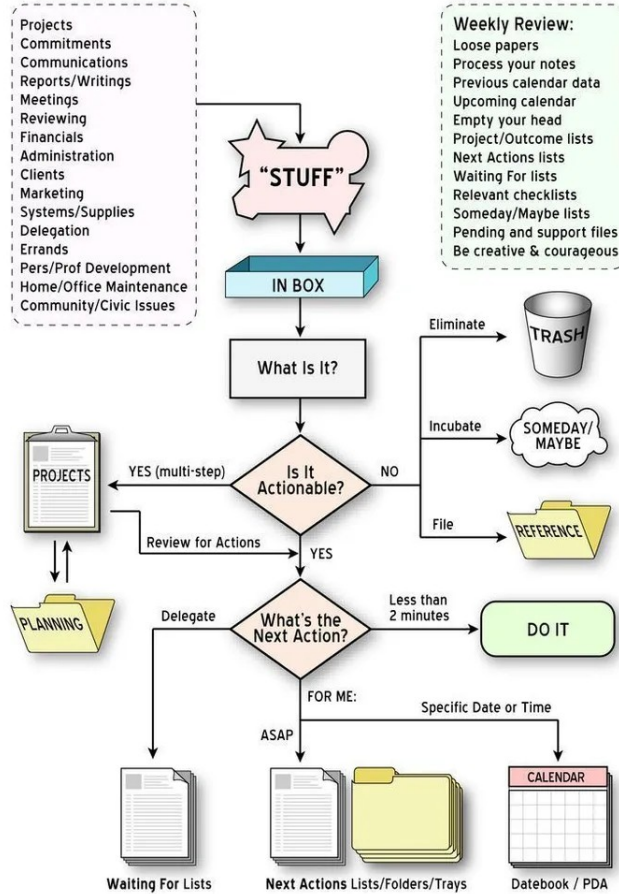 Projects
Commitments
Communications
Reports/Writings
Meetings
Reviewing
Financials
Administration
Clients
Marketing
Systems/Supplies
Delegation
Errands
Pers/Prof Development
Home/Office Maintenance
Community/Civic Issues
Weekly Review:
Loose papers
Process your notes
Previous calendar data
Upcoming calendar
Empty your head
Project/Outcome lists
Next Actions lists
Waiting For lists
Relevant checklists
Someday/Maybe lists
Pending and support files
Be creative & courageous
"STUFF"
IN BOX
What Is It?
Eliminate
TRASH
Is It
Actionable?
NO
Incubate
SOMEDAY/
MAYBE
File
REFERENCE
YES (multi-step)
PROJECTS
Review for Actions
YES
PLANNING
What's the
Next Action?
Delegate
Less than
2 minutes
DO IT
FOR ME:
ASAP
Specific Date or Time
CALENDAR
Waiting For Lists
Next Actions Lists/Folders/Trays
Datebook / PDA